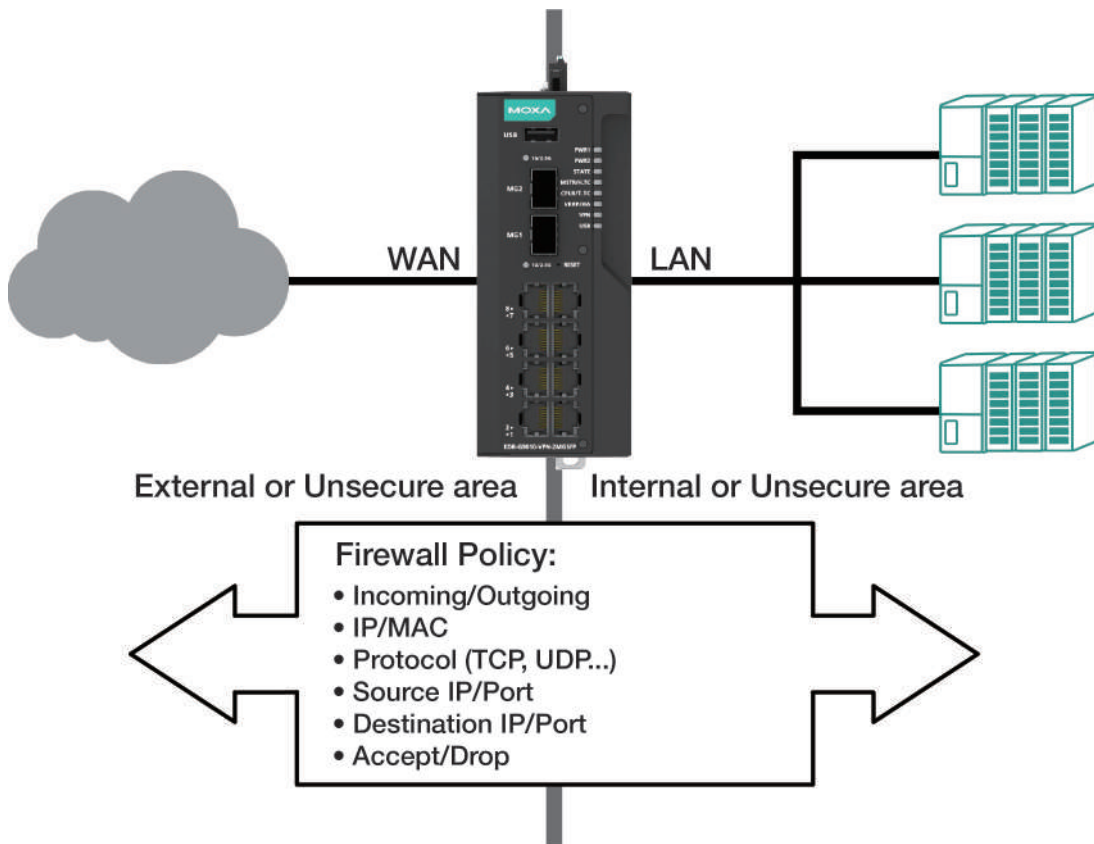 MOXA
USB
PWR1
PWR2
STATE
MG2
VPN
USB
MG1
RESET
WAN
LAN
External or Unsecure area
Internal or Unsecure area
Firewall Policy:
• Incoming/Outgoing
• IP/MAC
• Protocol (TCP, UDP...)
• Source IP/Port
• Destination IP/Port
• Accept/Drop